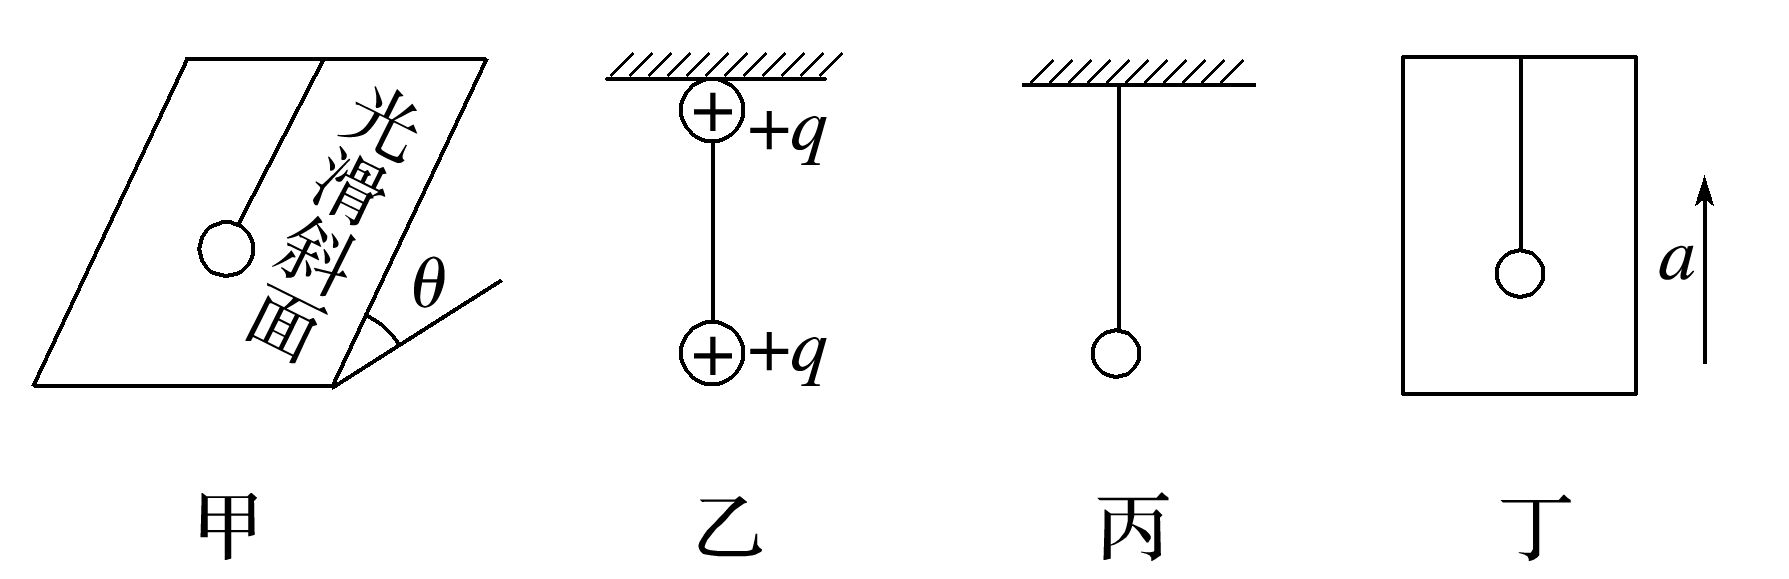 光滑斜面
θ
+ +q
+ +q
a
甲 乙 丙 丁